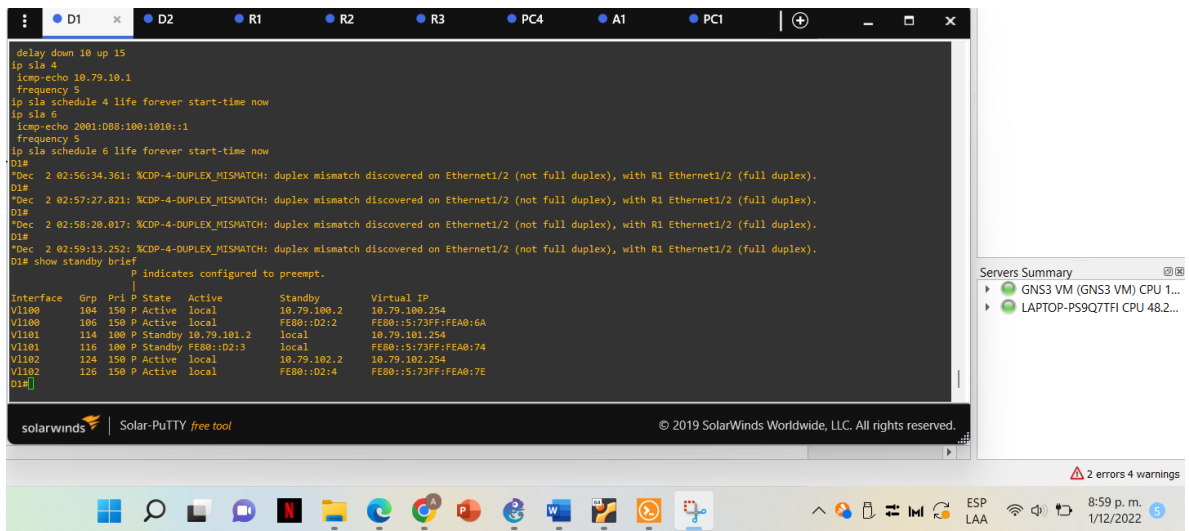 D1 × D2 R1 R2 R3 PC4 A1 PC1
delay down 10 up 15
ip sla 4
icmp-echo 10.79.10.1
frequency 5
ip sla schedule 4 life forever start-time now
ip sla 6
icmp-echo 2001:DB8:100:1010::1
frequency 5
ip sla schedule 6 life forever start-time now
D1#
*Dec  2 02:56:34.361: %CDP-4-DUPLEX_MISMATCH: duplex mismatch discovered on Ethernet1/2 (not full duplex), with R1 Ethernet1/2 (full duplex).
D1#
*Dec  2 02:57:27.821: %CDP-4-DUPLEX_MISMATCH: duplex mismatch discovered on Ethernet1/2 (not full duplex), with R1 Ethernet1/2 (full duplex).
D1#
*Dec  2 02:58:20.017: %CDP-4-DUPLEX_MISMATCH: duplex mismatch discovered on Ethernet1/2 (not full duplex), with R1 Ethernet1/2 (full duplex).
D1#
*Dec  2 02:59:13.252: %CDP-4-DUPLEX_MISMATCH: duplex mismatch discovered on Ethernet1/2 (not full duplex), with R1 Ethernet1/2 (full duplex).
D1# show standby brief
P indicates configured to preempt.
|
Interface   Grp  Pri P State   Active          Standby         Virtual IP
Vl100       104  150 P Active  local           10.79.100.2     10.79.100.254
Vl100       106  150 P Active  local           FE80::D2:2      FE80::5:73FF:FEA0:6A
Vl101       114  100 P Standby 10.79.101.2     local           10.79.101.254
Vl101       116  100 P Standby FE80::D2:3      local           FE80::5:73FF:FEA0:74
Vl102       124  150 P Active  local           10.79.102.2     10.79.102.254
Vl102       126  150 P Active  local           FE80::D2:4      FE80::5:73FF:FEA0:7E
D1#
solarwinds | Solar-PuTTY free tool
© 2019 SolarWinds Worldwide, LLC. All rights reserved.
Servers Summary
GNS3 VM (GNS3 VM) CPU 1...
LAPTOP-PS9Q7TFI CPU 48.2...
2 errors 4 warnings
ESP
LAA
8:59 p. m.
1/12/2022
5